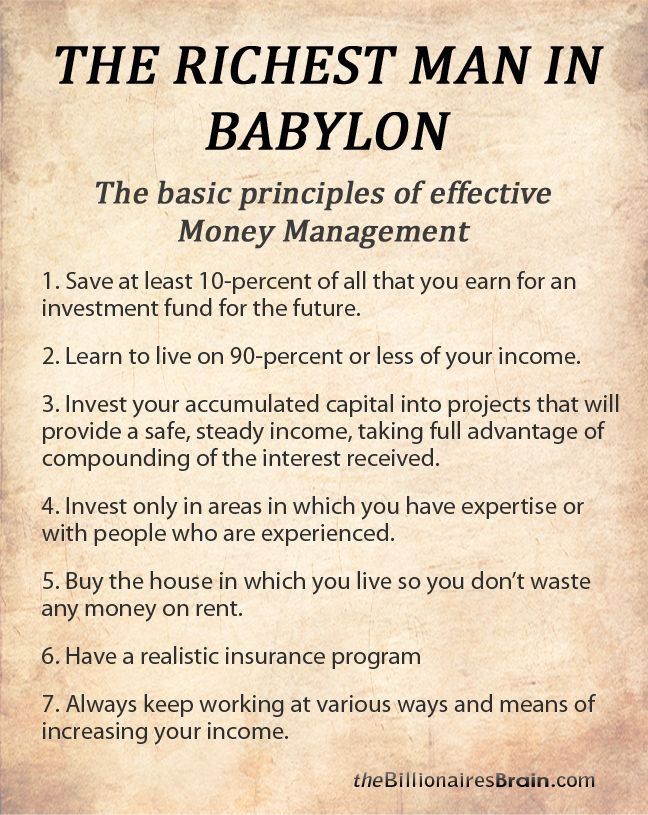 THE RICHEST MAN IN
BABYLON
The basic principles of effective
Money Management
1. Save at least 10-percent of all that you earn for an
investment fund for the future.
2. Learn to live on 90-percent or less of your income.
3. Invest your accumulated capital into projects that will
provide a safe, steady income, taking full advantage of
compounding of the interest received.
4. Invest only in areas in which you have expertise or
with people who are experienced.
5. Buy the house in which you live so you don’t waste
any money on rent.
6. Have a realistic insurance program
7. Always keep working at various ways and means of
increasing your income.
theBillionairesBrain.com